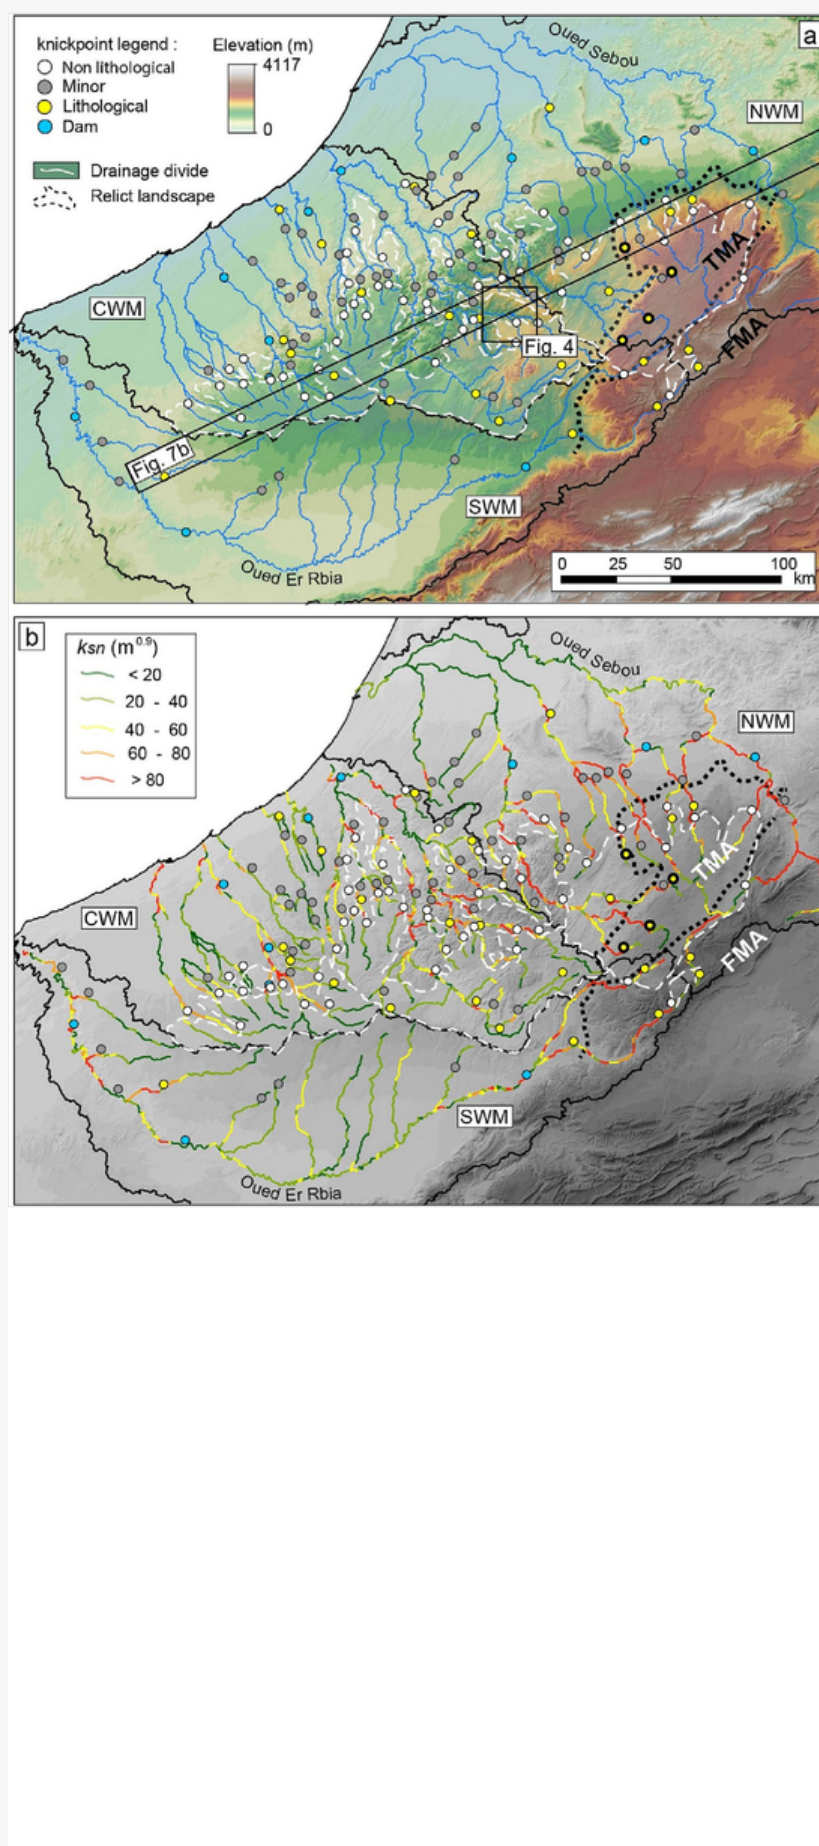 a
knickpoint legend :
Non lithological
Minor
Lithological
Dam
Elevation (m)
4117
0
Drainage divide
Relict landscape
Oued Sebou
NWM
TMA
CWM
Fig. 4
FMA
Fig. 7b
SWM
Oued Er Rbia
0 25 50 100
km
b
ksn (m0.9)
< 20
20 - 40
40 - 60
60 - 80
> 80
Oued Sebou
NWM
TMA
CWM
FMA
SWM
Oued Er Rbia